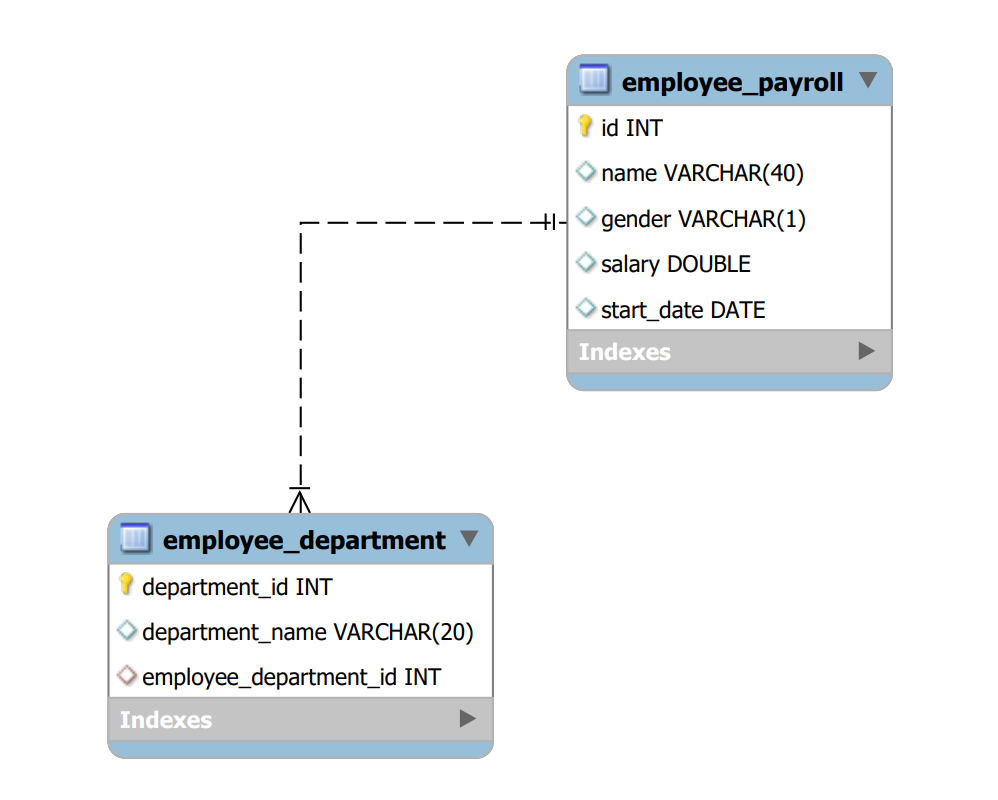 employee_payroll
id INT
name VARCHAR(40)
gender VARCHAR(1)
salary DOUBLE
start_date DATE
Indexes
employee_department
department_id INT
department_name VARCHAR(20)
employee_department_id INT
Indexes